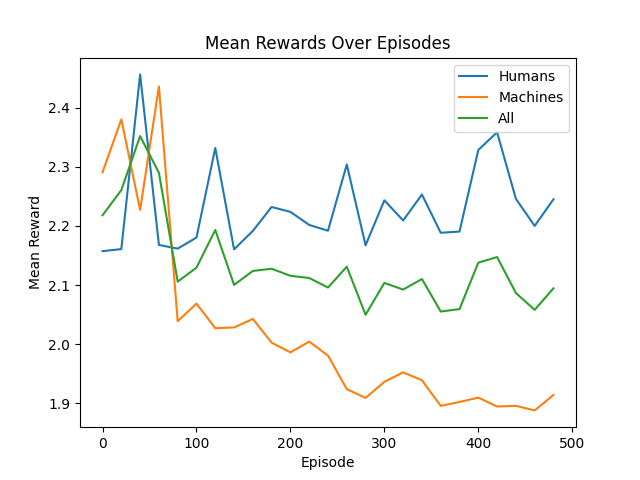 Mean Rewards Over Episodes
Humans
Machines
All
Mean Reward
2.4
2.3
2.2
2.1
2.0
1.9
0
100
200
300
400
500
Episode